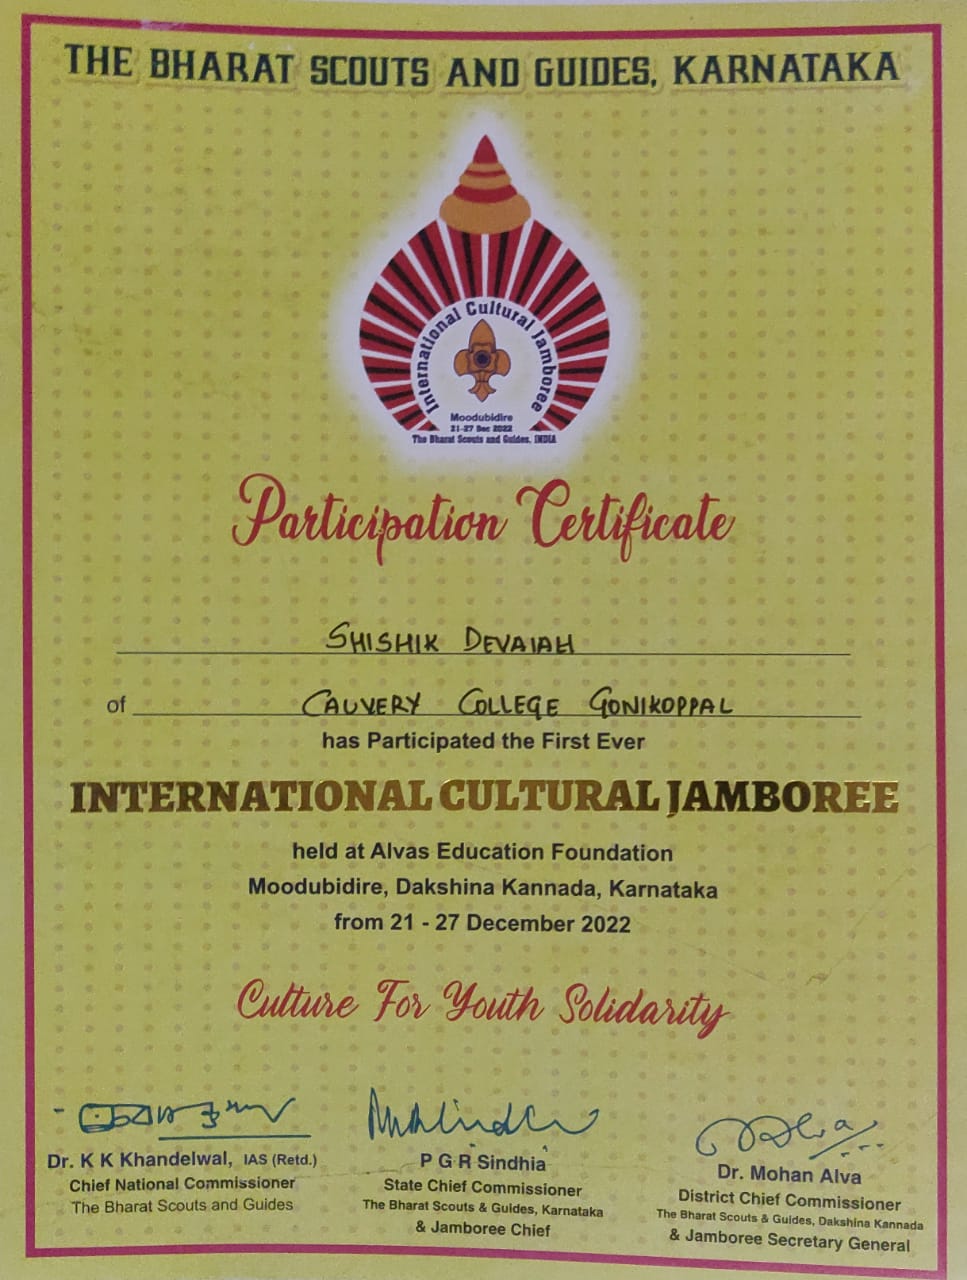 THE BHARAT SCOUTS AND GUIDES, KARNATAKA
International Cultural Jamboree
Moodubidire
21-27 Dec 2022
The Bharat Scouts and Guides, INDIA
Participation Certificate
SHISHIK DEVAIAH
of CAUVERY COLLEGE GONIKOPPAL
has Participated the First Ever
INTERNATIONAL CULTURAL JAMBOREE
held at Alvas Education Foundation
Moodubidire, Dakshina Kannada, Karnataka
from 21 - 27 December 2022
Culture For Youth Solidarity
Dr. K K Khandelwal, IAS (Retd.)
Chief National Commissioner
The Bharat Scouts and Guides
P G R Sindhia
State Chief Commissioner
The Bharat Scouts & Guides, Karnataka
& Jamboree Chief
Dr. Mohan Alva
District Chief Commissioner
The Bharat Scouts & Guides, Dakshina Kannada
& Jamboree Secretary General